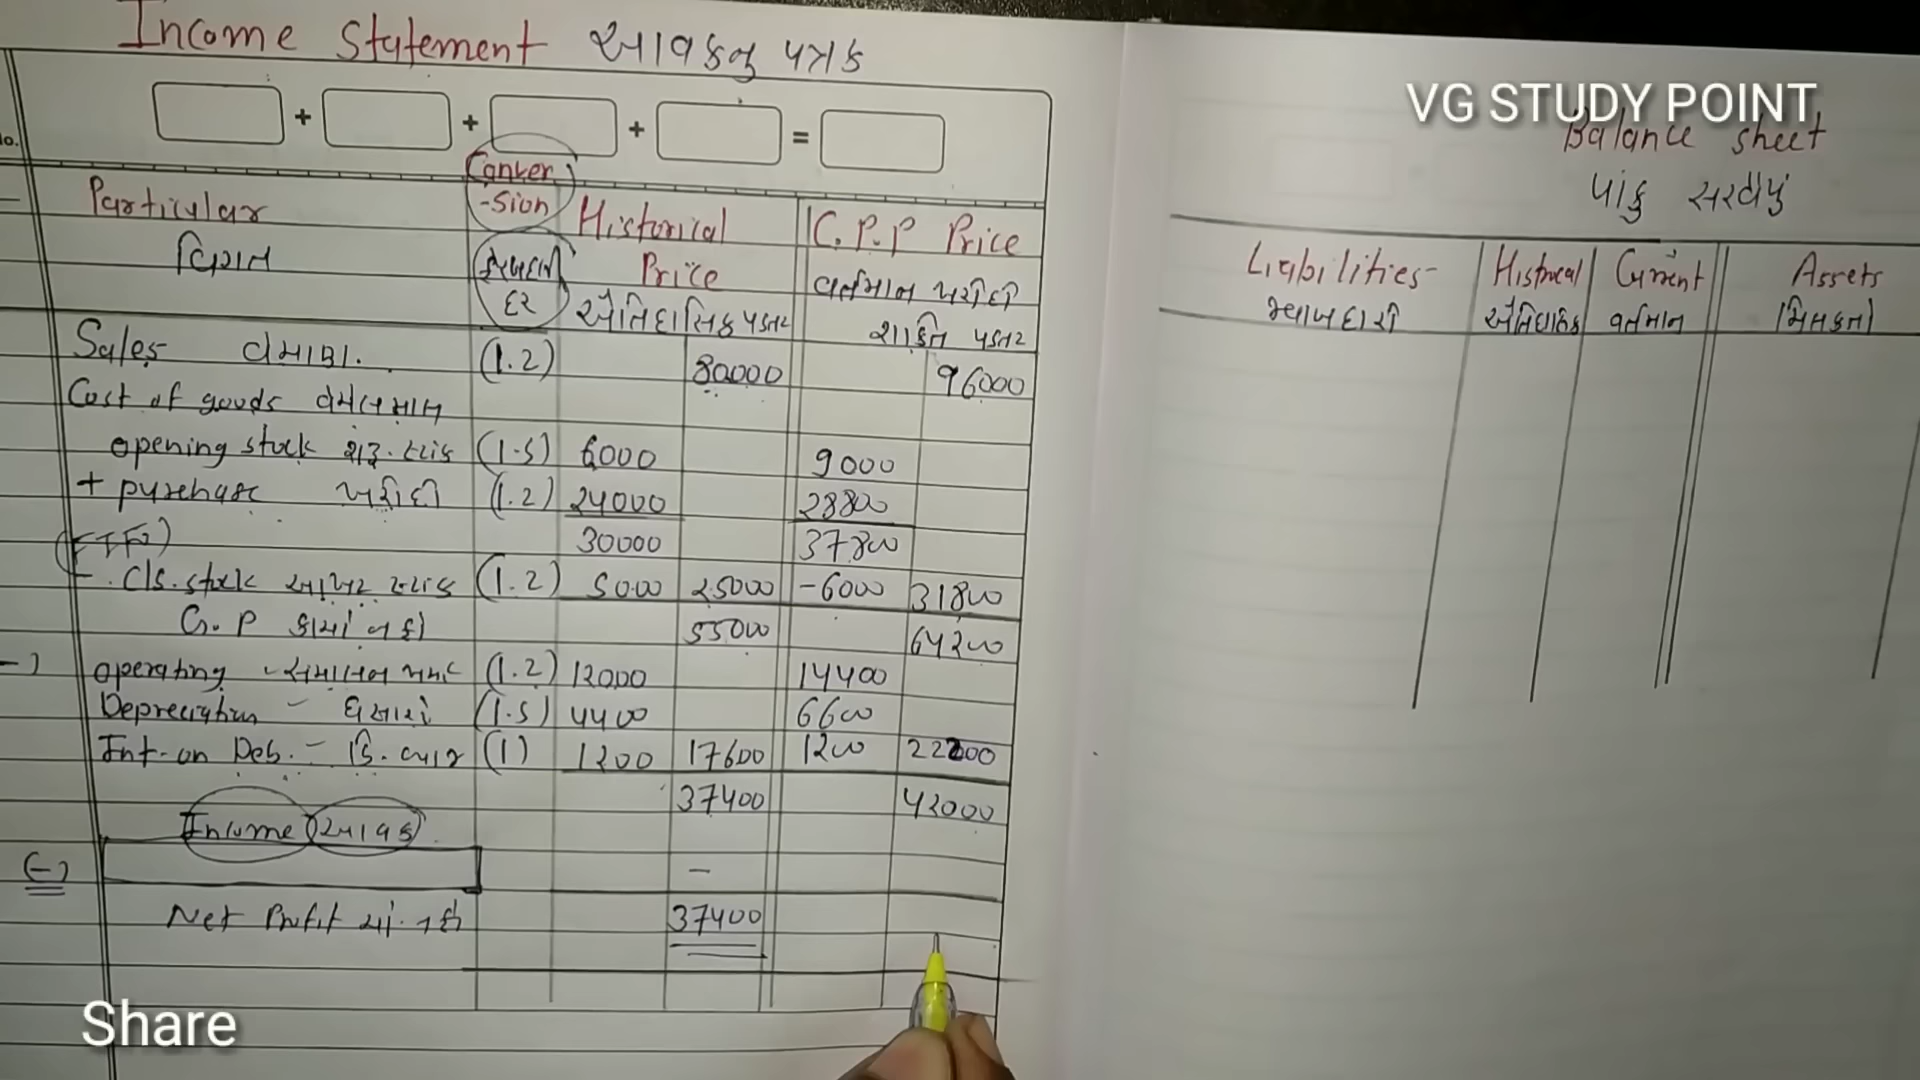 Income Statement આવકનું પત્રક
VG STUDY POINT
Balance sheet
પાકું સરવૈયું
No.
+ + + =
Particular
વિગત
Conver
-sion
દર
Historical
Price
ઐતિહાસિક પડતર
C.P.P Price
વર્તમાન ખરીદી
શક્તિ પડતર
Liabilities-
જવાબદારી
Histrical
ઐતિહાસિક
Current
વર્તમાન
Assets
મિલકતો
Sales વેચાણ. (1.2) 80000 96000
Cost of goods વેચેલ માલ
opening stock શરૂ. સ્ટોક (1.5) 6000 9000
+ purchase ખરીદી (1.2) 24000 28800
(FIFO) 30000 37800
- Cls. stock આખર સ્ટોક (1.2) 5000 25000 -6000 31800
G.P કાચો નફો 55000 64200
-) operating સંચાલન ખર્ચ (1.2) 12000 14400
Depreciation - ઘસારો (1.5) 4400 6600
Int-on Deb. - ડિ. વ્યાજ (1) 1200 17600 1200 22200
37400 42000
Income આવક
(-) -
Net Profit ચો. નફો 37400
Share